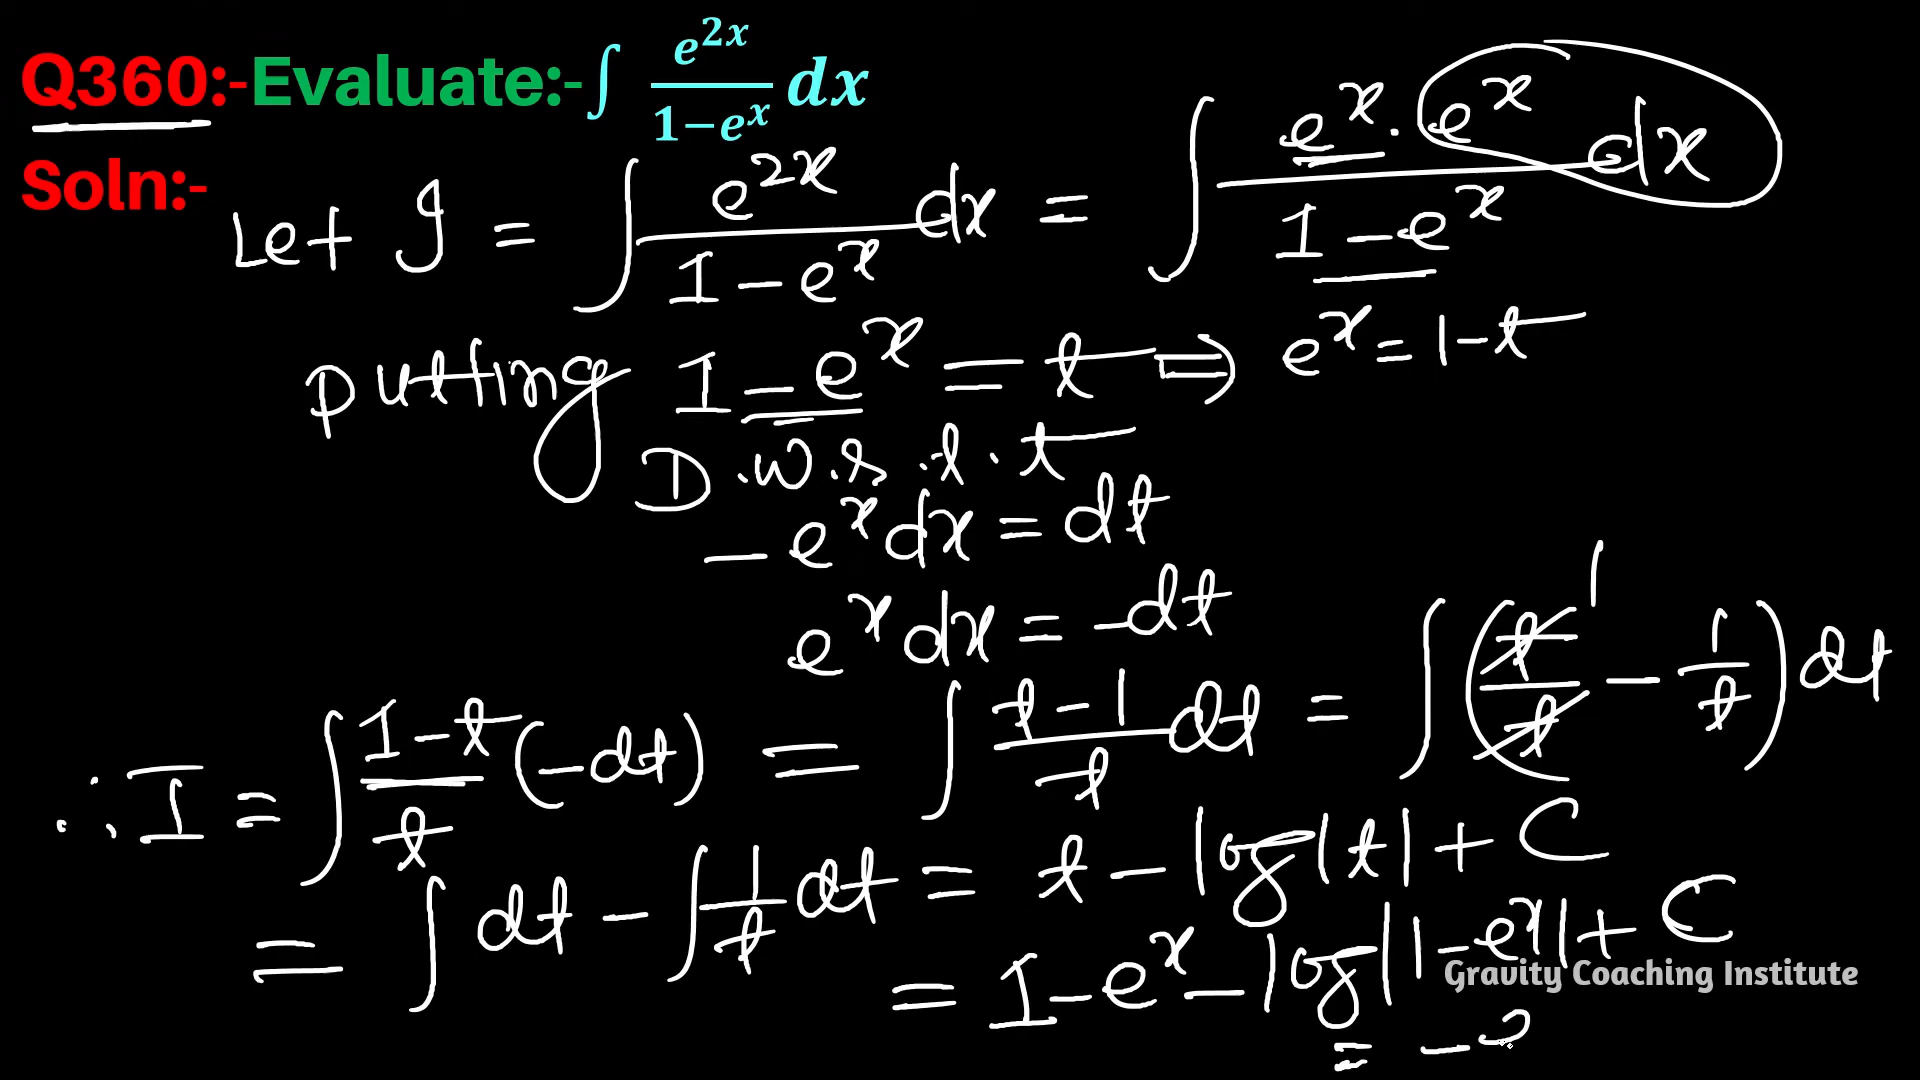 Q360:-Evaluate:-∫ e^{2x}/(1−e^x) dx
Soln:-
Let I = ∫ e^{2x}/(1−e^x) dx = ∫ e^x . e^x dx/(1−e^x)
putting 1−e^x = t ⇒ e^x = 1−t
D.w.r.t.t
−e^x dx = dt
e^x dx = −dt
∴ I = ∫ (1−t)/t (−dt) = ∫ (t−1)/t dt = ∫ (t/t 1 − 1/t) dt
= ∫ dt − ∫ 1/t dt = t − log|t| + C
= 1−e^x − log|1−e^x| + C
Gravity Coaching Institute
= −